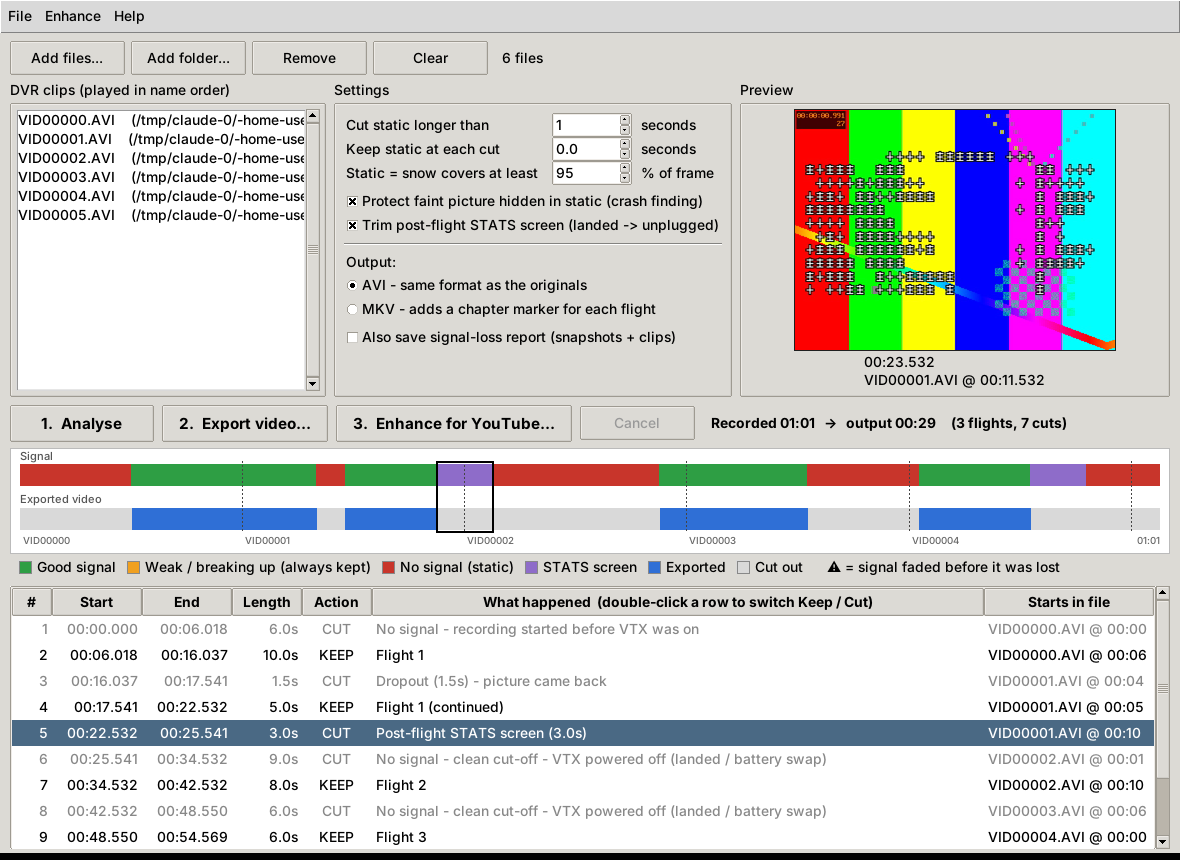 File Enhance Help
Add files... Add folder... Remove Clear 6 files
DVR clips (played in name order)
VID00000.AVI (/tmp/claude-0/-home-use
VID00001.AVI (/tmp/claude-0/-home-use
VID00002.AVI (/tmp/claude-0/-home-use
VID00003.AVI (/tmp/claude-0/-home-use
VID00004.AVI (/tmp/claude-0/-home-use
VID00005.AVI (/tmp/claude-0/-home-use
Settings
Cut static longer than 1 seconds
Keep static at each cut 0.0 seconds
Static = snow covers at least 95 % of frame
Protect faint picture hidden in static (crash finding)
Trim post-flight STATS screen (landed -> unplugged)
Output:
AVI - same format as the originals
MKV - adds a chapter marker for each flight
Also save signal-loss report (snapshots + clips)
Preview
00:00:00.991
27
00:23.532
VID00001.AVI @ 00:11.532
1. Analyse 2. Export video... 3. Enhance for YouTube... Cancel Recorded 01:01 → output 00:29 (3 flights, 7 cuts)
Signal
Exported video
VID00000 VID00001 VID00002 VID00003 VID00004 01:01
Good signal Weak / breaking up (always kept) No signal (static) STATS screen Exported Cut out ⚠ = signal faded before it was lost
# Start End Length Action What happened (double-click a row to switch Keep / Cut) Starts in file
1 00:00.000 00:06.018 6.0s CUT No signal - recording started before VTX was on VID00000.AVI @ 00:00
2 00:06.018 00:16.037 10.0s KEEP Flight 1 VID00000.AVI @ 00:06
3 00:16.037 00:17.541 1.5s CUT Dropout (1.5s) - picture came back VID00001.AVI @ 00:04
4 00:17.541 00:22.532 5.0s KEEP Flight 1 (continued) VID00001.AVI @ 00:05
5 00:22.532 00:25.541 3.0s CUT Post-flight STATS screen (3.0s) VID00001.AVI @ 00:10
6 00:25.541 00:34.532 9.0s CUT No signal - clean cut-off - VTX powered off (landed / battery swap) VID00002.AVI @ 00:01
7 00:34.532 00:42.532 8.0s KEEP Flight 2 VID00002.AVI @ 00:10
8 00:42.532 00:48.550 6.0s CUT No signal - clean cut-off - VTX powered off (landed / battery swap) VID00003.AVI @ 00:06
9 00:48.550 00:54.569 6.0s KEEP Flight 3 VID00004.AVI @ 00:00